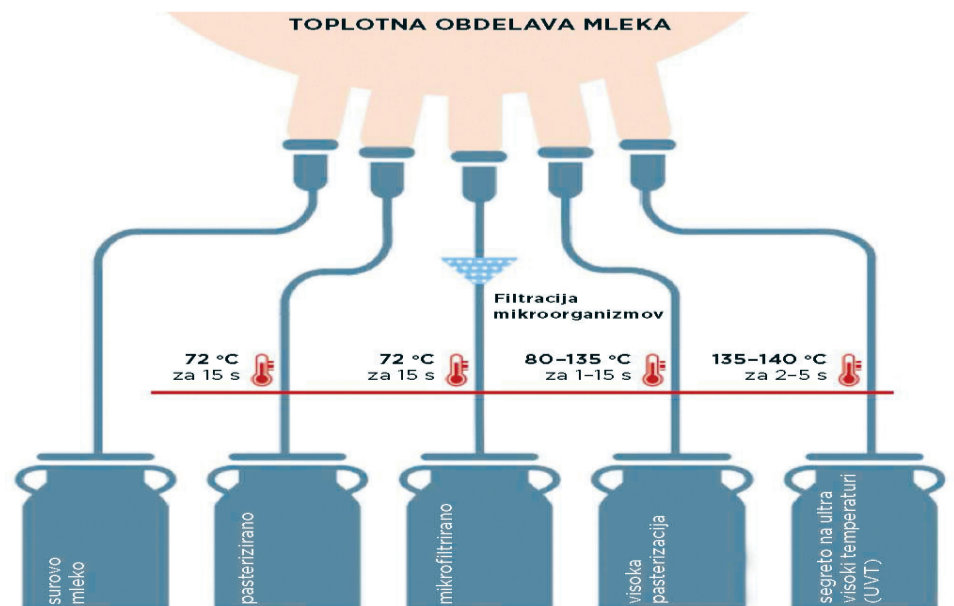 TOPLOTNA OBDELAVA MLEKA
Filtracija
mikroorganizmov
72 °C
za 15 s
72 °C
za 15 s
80–135 °C
za 1–15 s
135–140 °C
za 2–5 s
surovo
mleko
pasterizirano
mikrofiltrirano
visoka
pasterizacija
segreto na ultra
visoki temperaturi
(UVT)